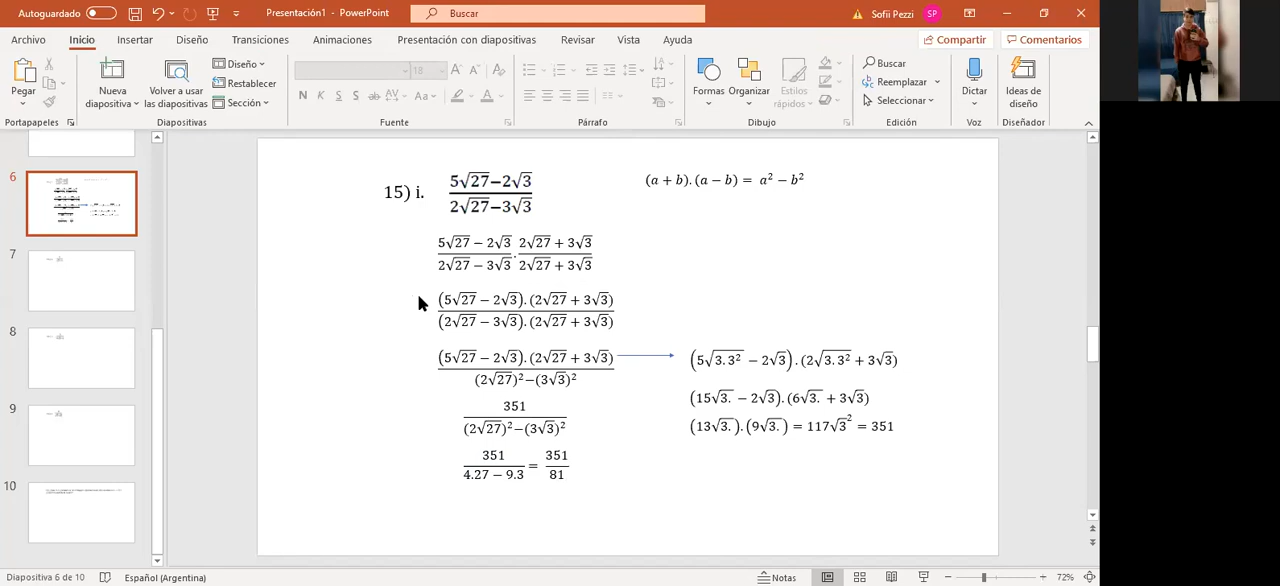 Autoguardado
Presentación1 - PowerPoint
Buscar
Sofii Pezzi
SP
Archivo
Inicio
Insertar
Diseño
Transiciones
Animaciones
Presentación con diapositivas
Revisar
Vista
Ayuda
Compartir
Comentarios
Pegar
Nueva diapositiva
Volver a usar las diapositivas
Diseño
Restablecer
Sección
18
N K S S ab AV Aa
Formas
Organizar
Estilos rápidos
Buscar
Reemplazar
Seleccionar
Dictar
Ideas de diseño
Portapapeles
Diapositivas
Fuente
Párrafo
Dibujo
Edición
Voz
Diseñador
6
7
8
9
10
15) i. (5√27−2√3)/(2√27−3√3)
(a + b). (a − b) = a² − b²
(5√27 − 2√3)/(2√27 − 3√3) . (2√27 + 3√3)/(2√27 + 3√3)
(5√27 − 2√3). (2√27 + 3√3)/(2√27 − 3√3). (2√27 + 3√3)
(5√27 − 2√3). (2√27 + 3√3)/(2√27)²−(3√3)²
(5√3.3² − 2√3). (2√3.3² + 3√3)
(15√3. − 2√3). (6√3. + 3√3)
(13√3. ). (9√3. ) = 117√3² = 351
351/(2√27)²−(3√3)²
351/4.27 − 9.3 = 351/81
Diapositiva 6 de 10
Español (Argentina)
Notas
72%